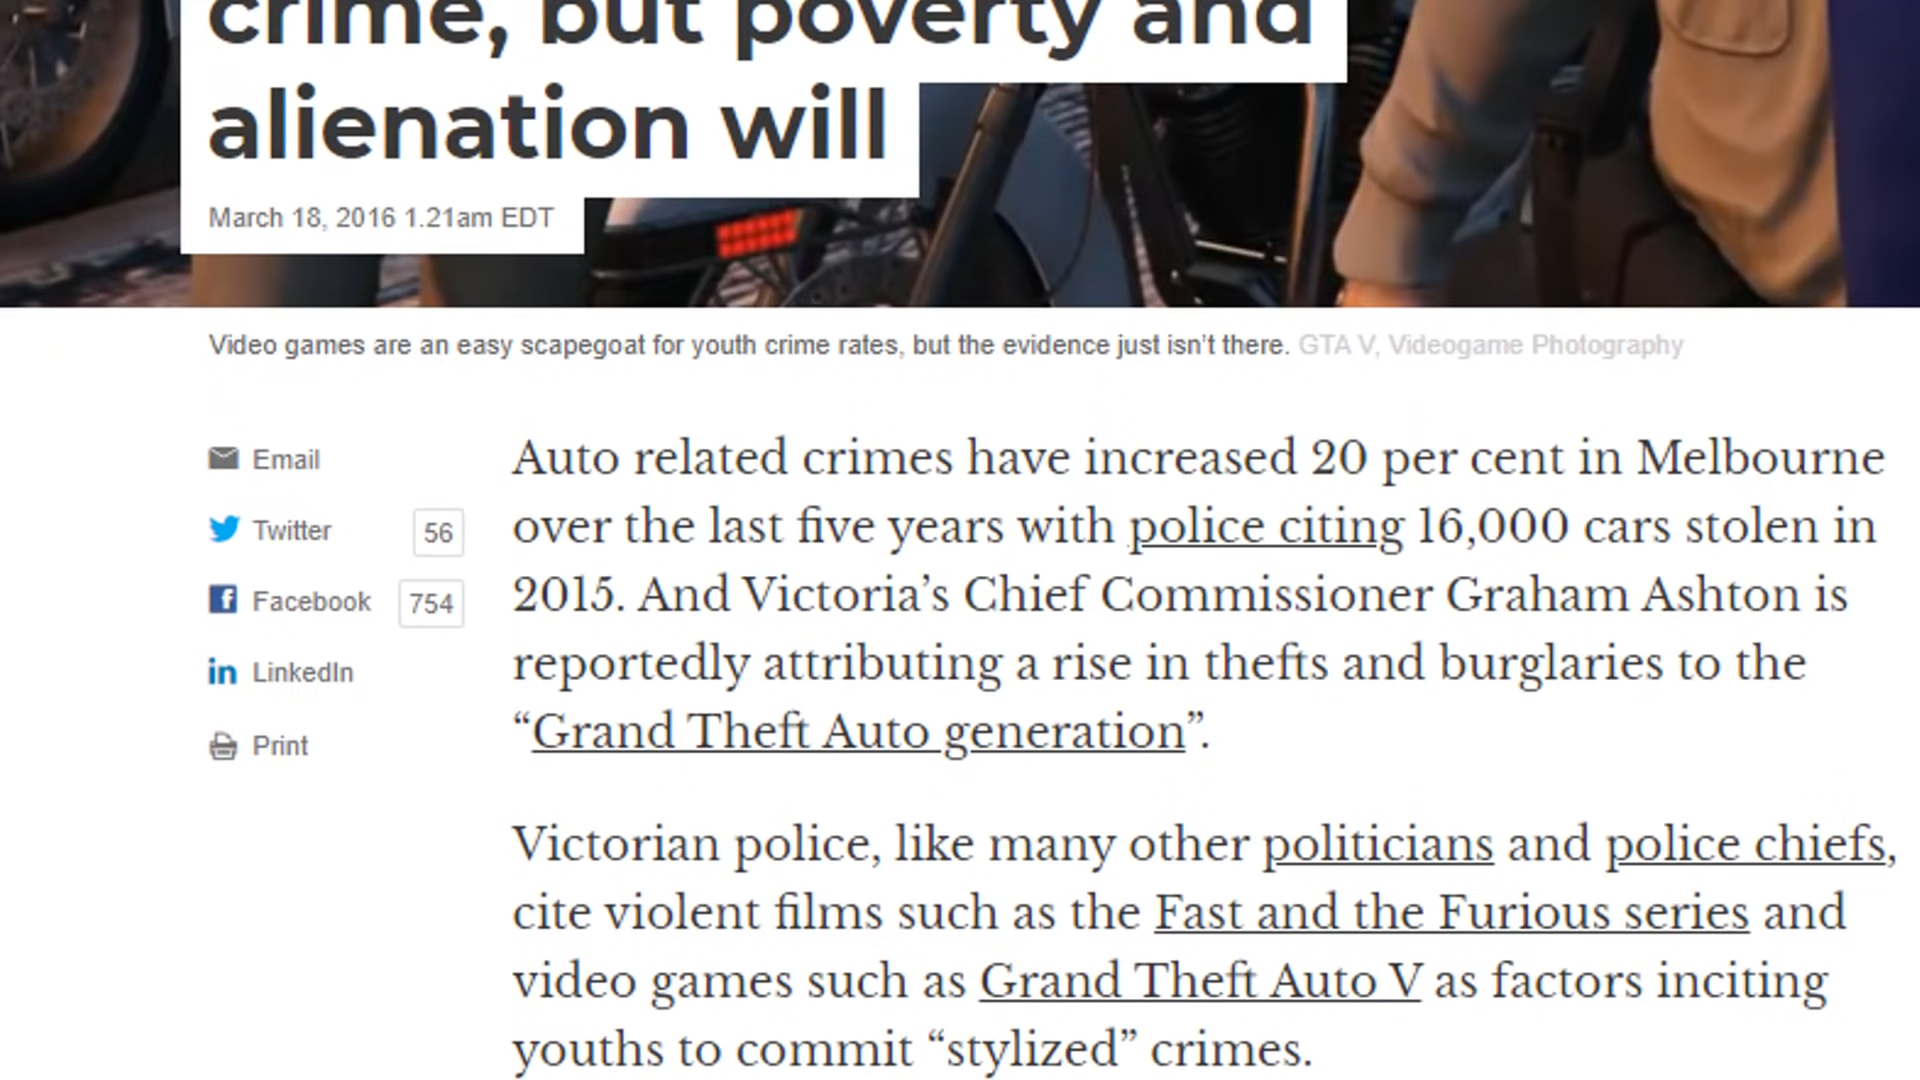 crime, but poverty and
alienation will
March 18, 2016 1.21am EDT
Video games are an easy scapegoat for youth crime rates, but the evidence just isn't there. GTA V, Videogame Photography
Email
Twitter 56
Facebook 754
LinkedIn
Print
Auto related crimes have increased 20 per cent in Melbourne
over the last five years with police citing 16,000 cars stolen in
2015. And Victoria’s Chief Commissioner Graham Ashton is
reportedly attributing a rise in thefts and burglaries to the
“Grand Theft Auto generation”.
Victorian police, like many other politicians and police chiefs,
cite violent films such as the Fast and the Furious series and
video games such as Grand Theft Auto V as factors inciting
youths to commit “stylized” crimes.